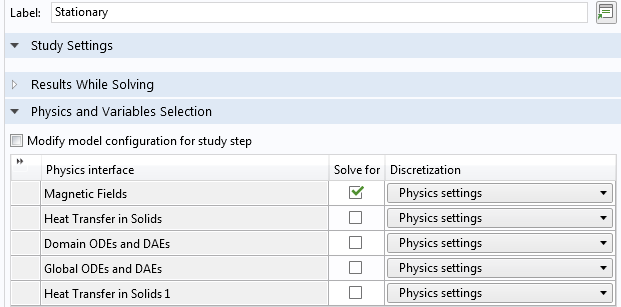 Label: Stationary
Study Settings
Results While Solving
Physics and Variables Selection
Modify model configuration for study step
Physics interface Solve for Discretization
Magnetic Fields Physics settings
Heat Transfer in Solids Physics settings
Domain ODEs and DAEs Physics settings
Global ODEs and DAEs Physics settings
Heat Transfer in Solids 1 Physics settings